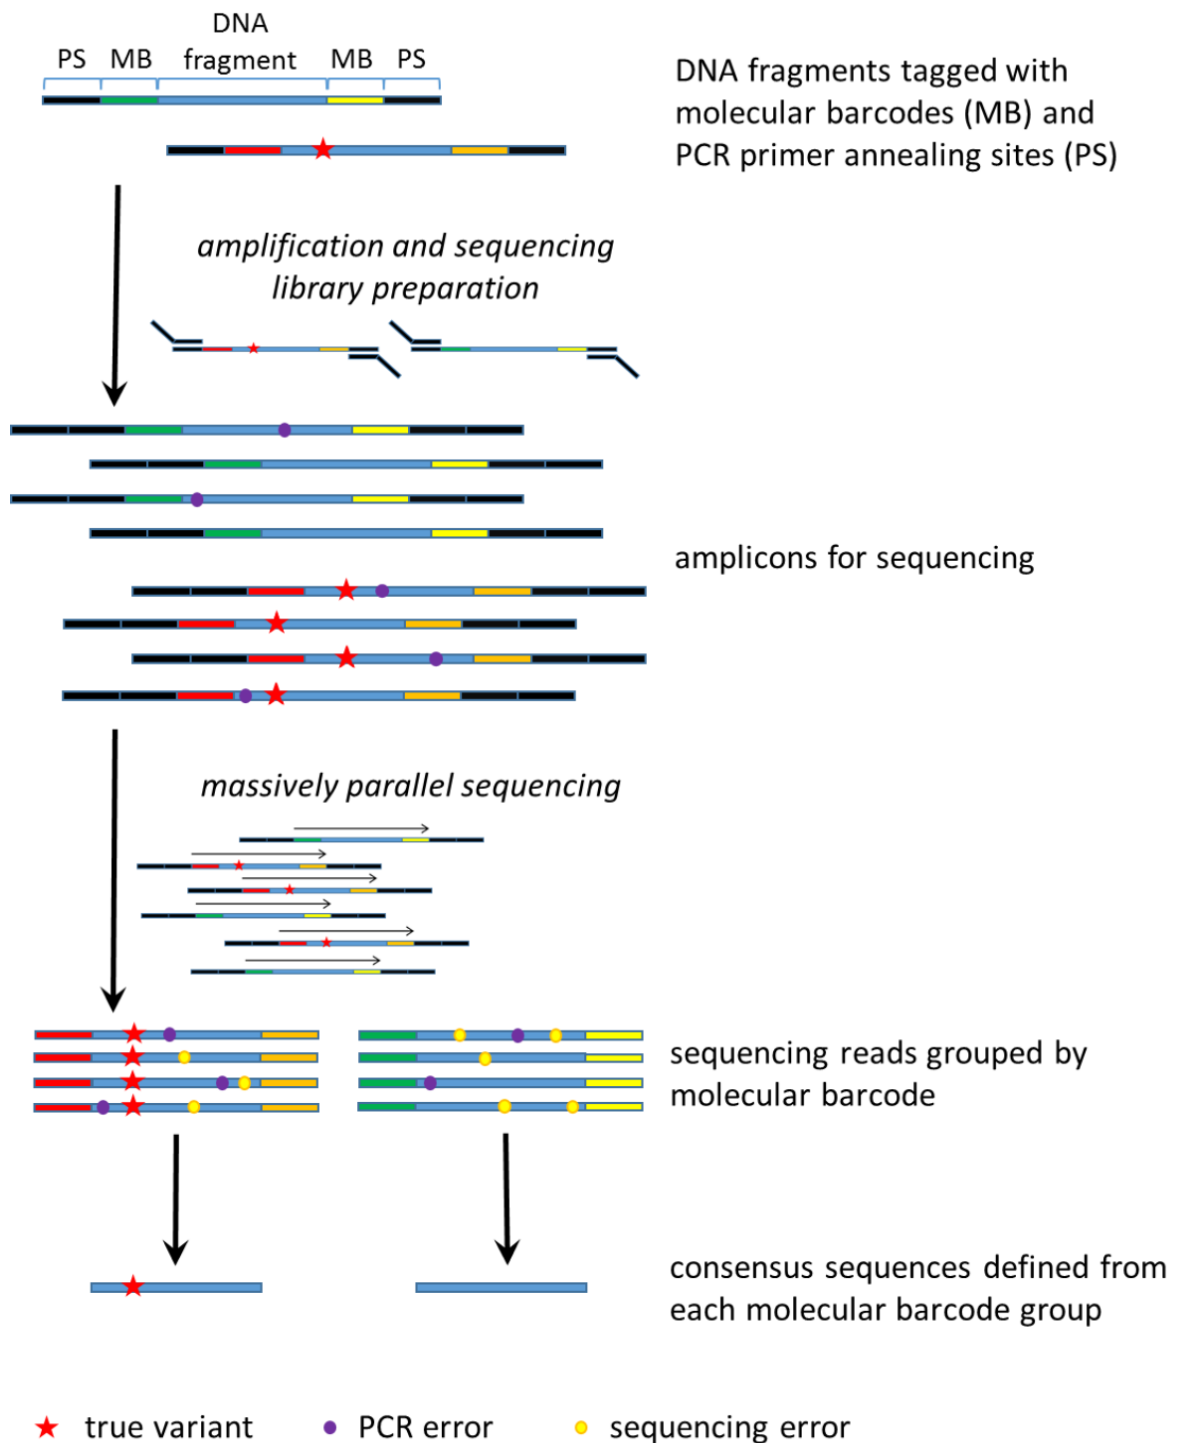 DNA
PS MB fragment MB PS
DNA fragments tagged with
molecular barcodes (MB) and
PCR primer annealing sites (PS)
amplification and sequencing
library preparation
amplicons for sequencing
massively parallel sequencing
sequencing reads grouped by
molecular barcode
consensus sequences defined from
each molecular barcode group
true variant PCR error sequencing error